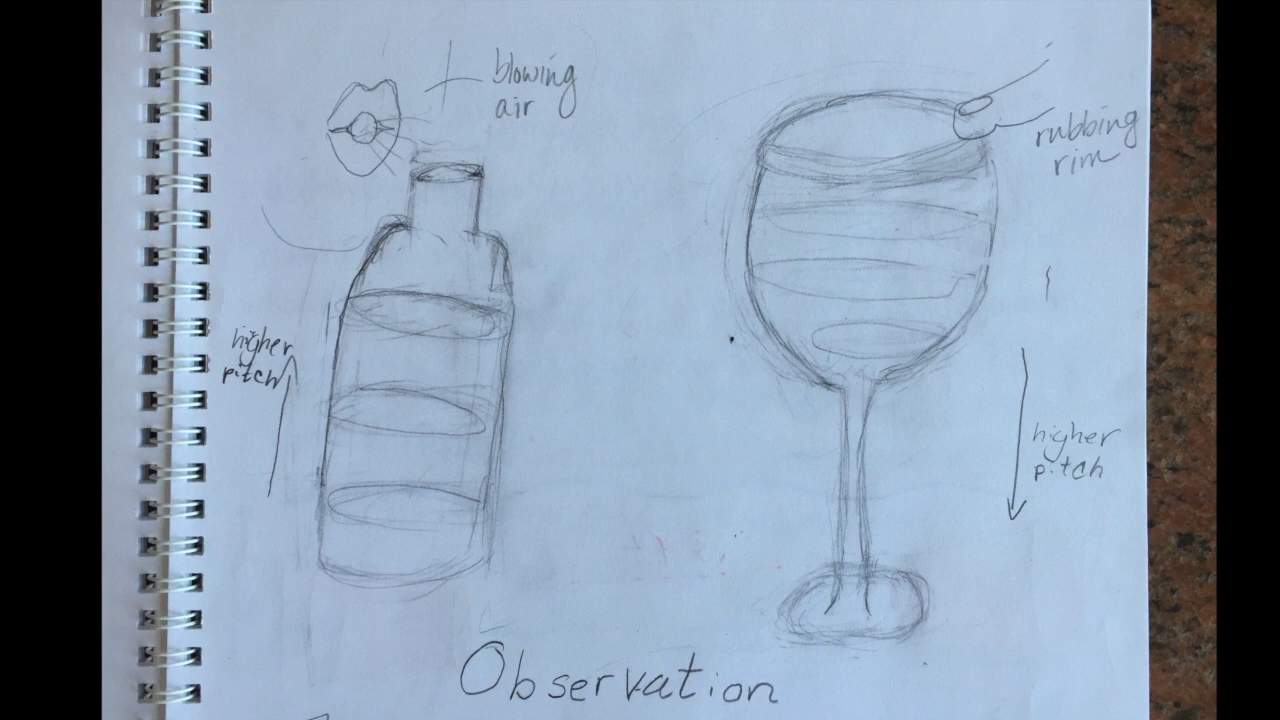 blowing
air
rubbing
rim
higher
pitch
higher
pitch
Observation